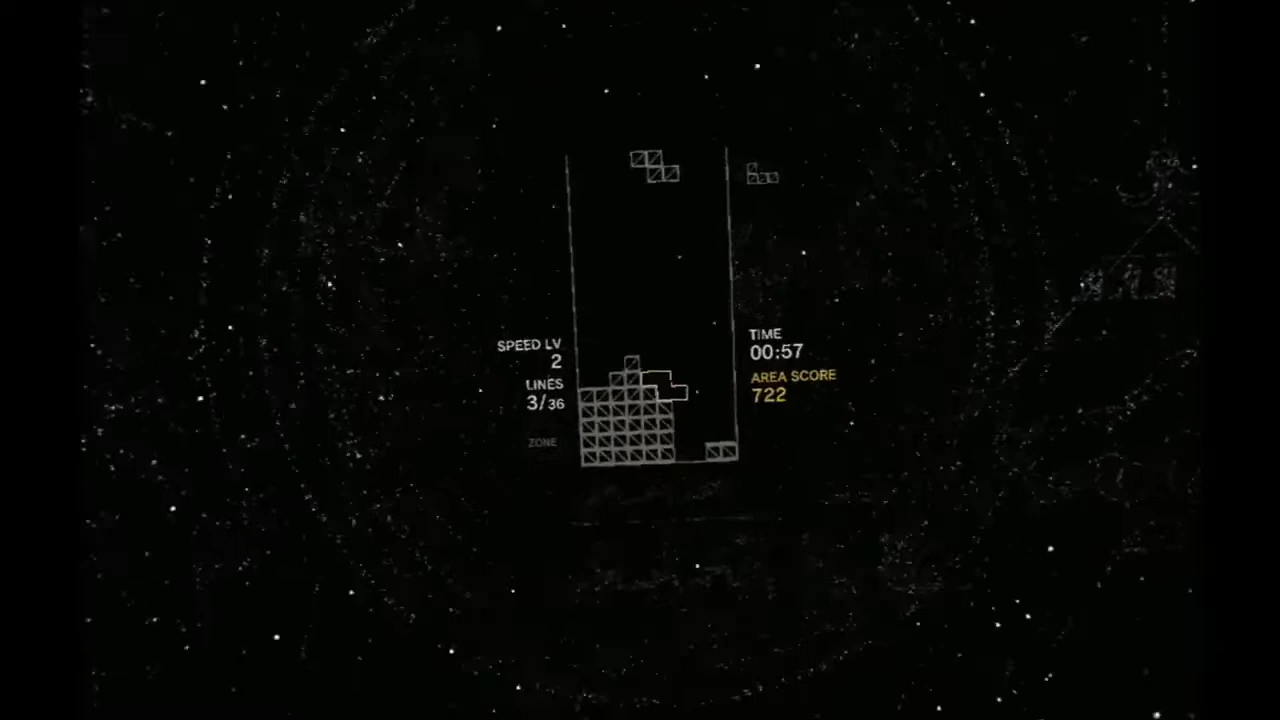 SPEED LV
2
LINES
3/36
ZONE
TIME
00:57
AREA SCORE
722